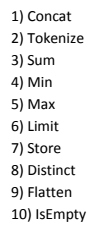 1) Concat
2) Tokenize
3) Sum
4) Min
5) Max
6) Limit
7) Store
8) Distinct
9) Flatten
10) IsEmpty